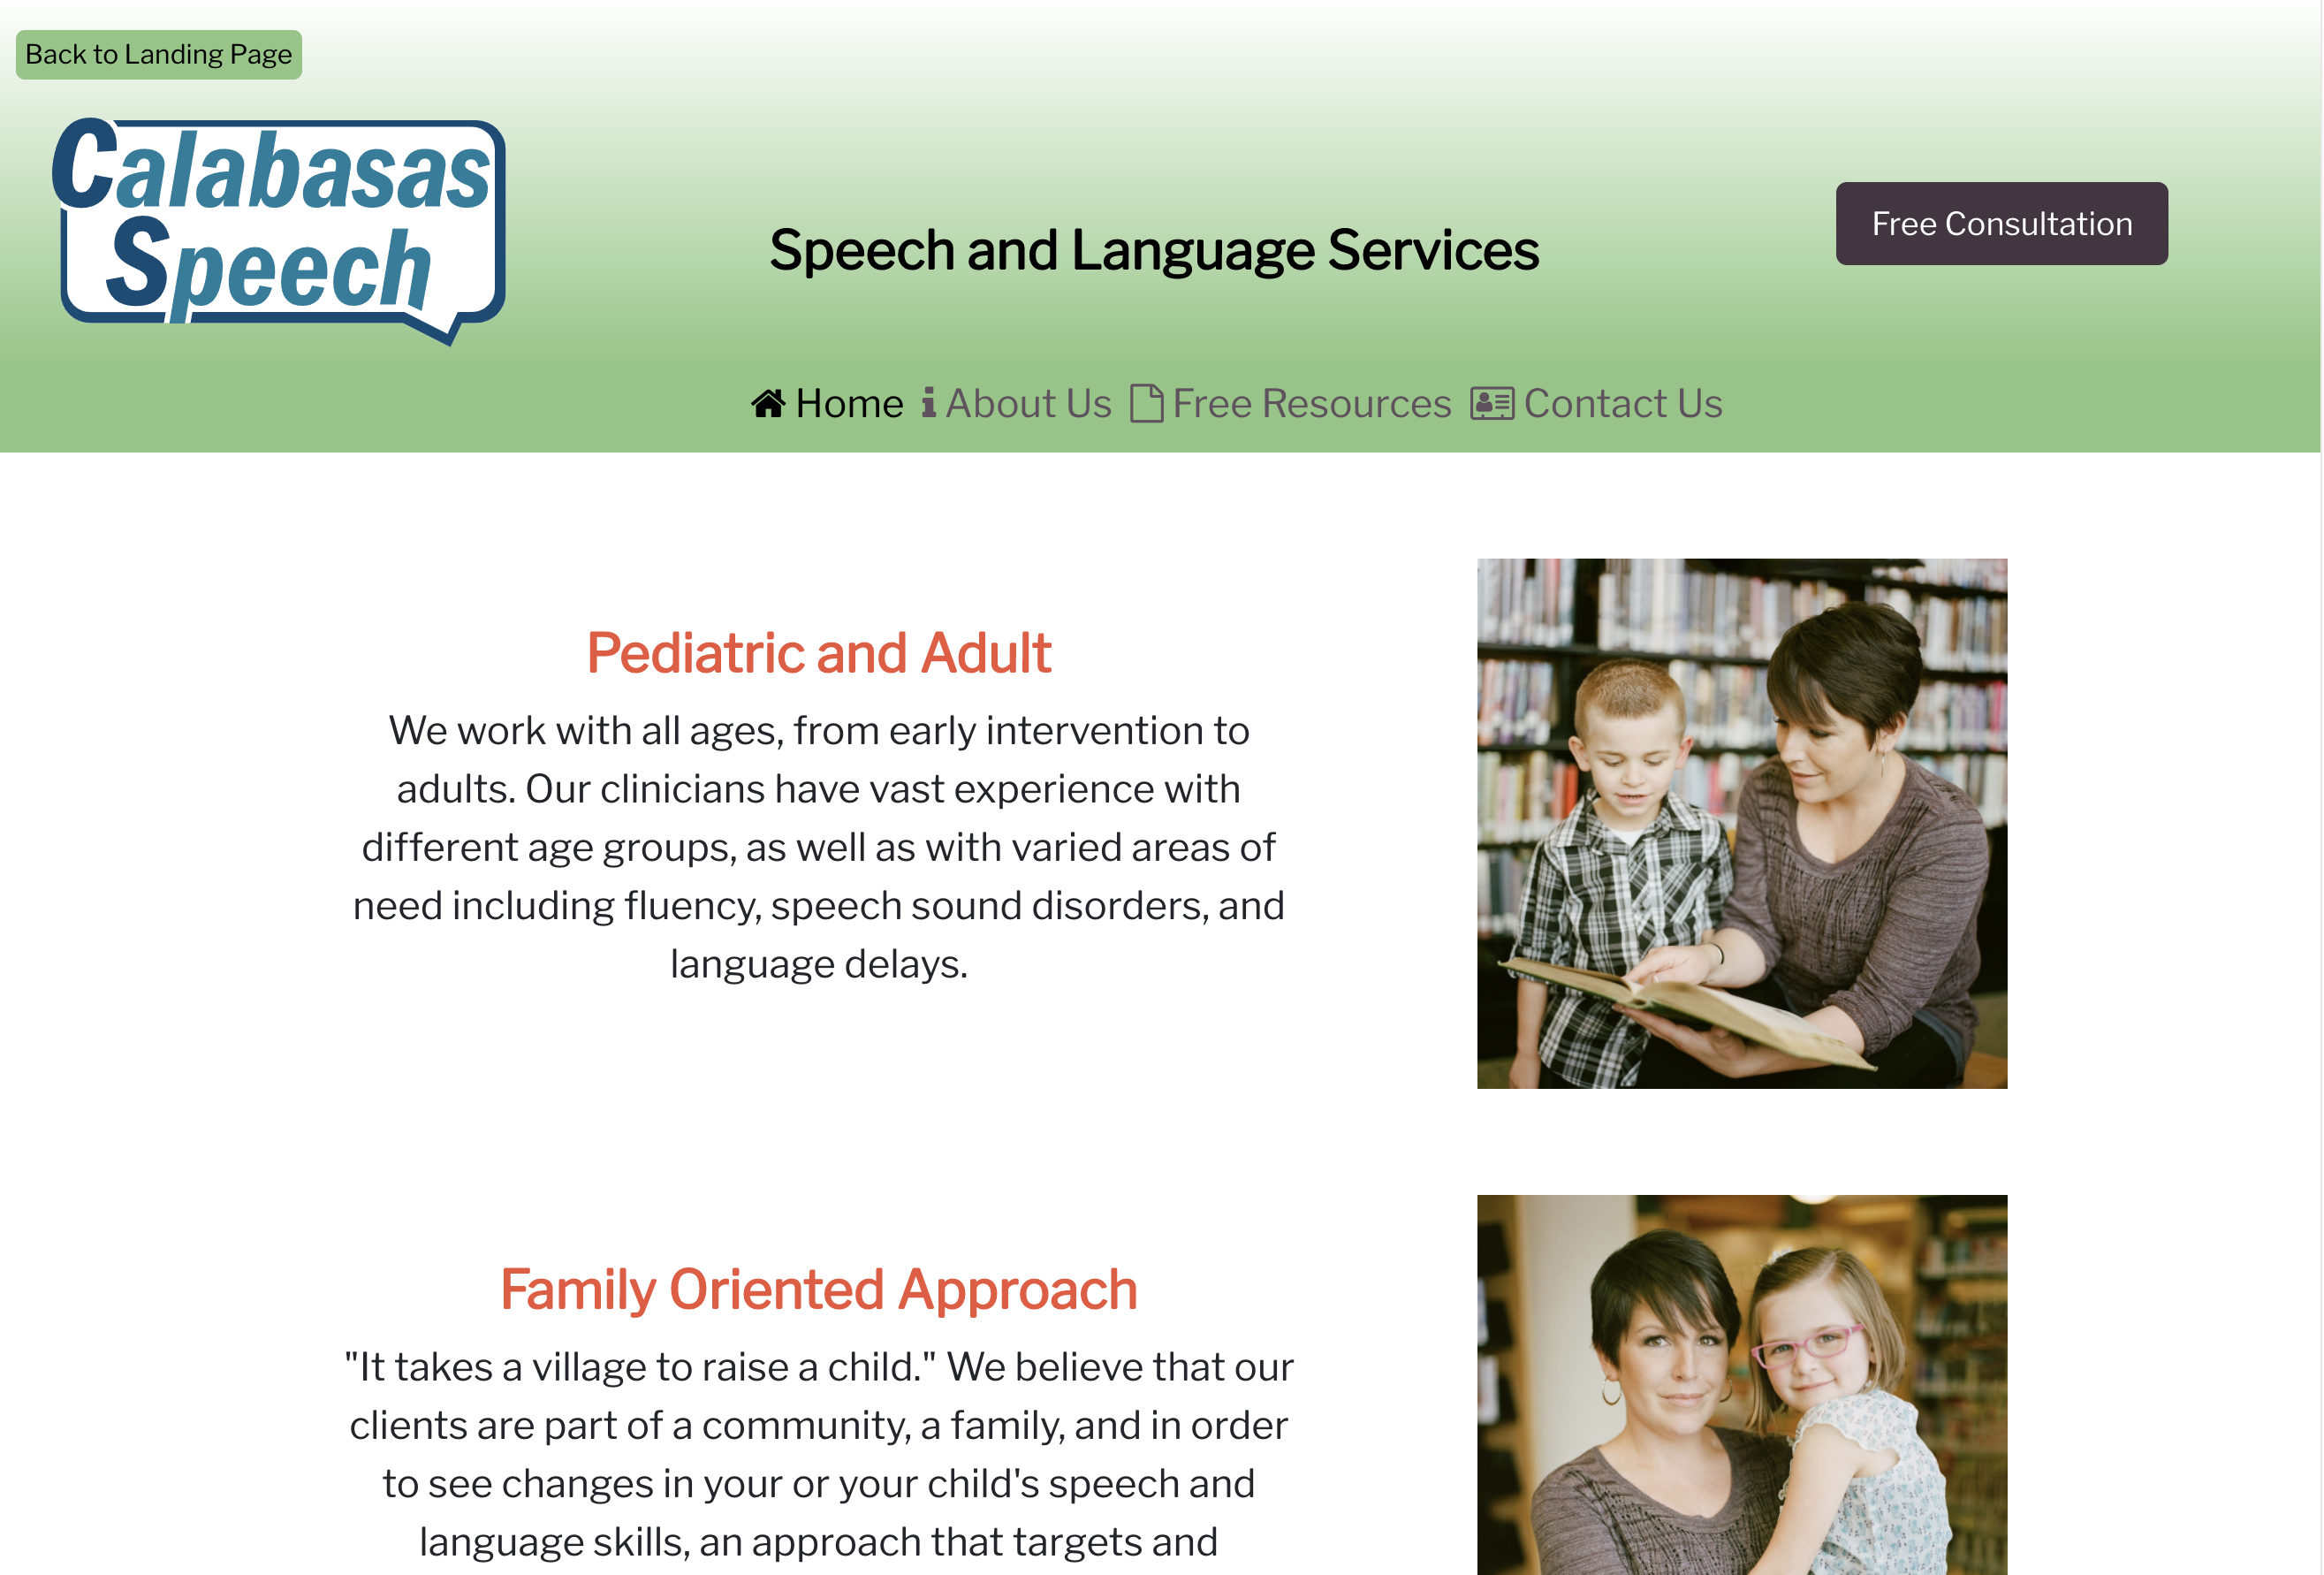 Back to Landing Page
Calabasas
Speech
Speech and Language Services
Free Consultation
Home About Us Free Resources Contact Us
Pediatric and Adult
We work with all ages, from early intervention to
adults. Our clinicians have vast experience with
different age groups, as well as with varied areas of
need including fluency, speech sound disorders, and
language delays.
Family Oriented Approach
"It takes a village to raise a child." We believe that our
clients are part of a community, a family, and in order
to see changes in your or your child's speech and
language skills, an approach that targets and